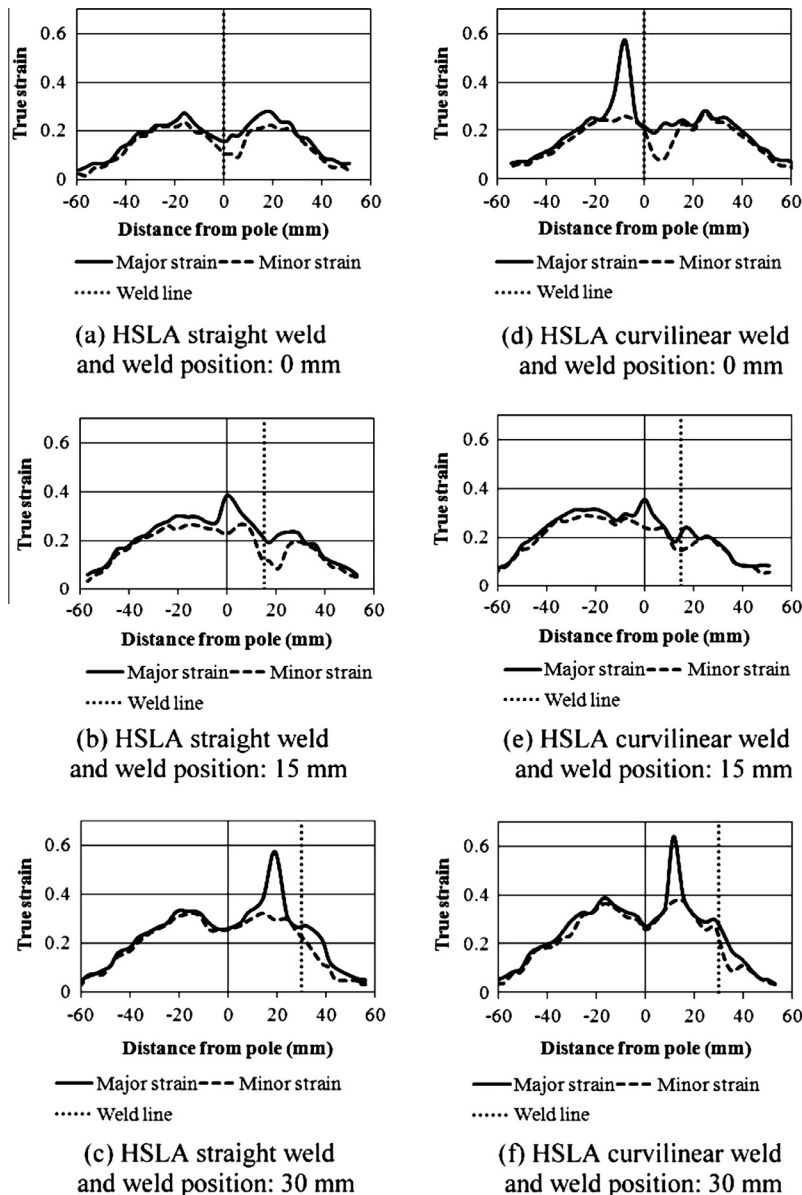 0.6
0.4
0.2
0
True strain
-60 -40 -20 0 20 40 60
Distance from pole (mm)
Major strain Minor strain
Weld line
(a) HSLA straight weld
and weld position: 0 mm
0.6
0.4
0.2
0
True strain
-60 -40 -20 0 20 40 60
Distance from pole (mm)
Major strain Minor strain
Weld line
(d) HSLA curvilinear weld
and weld position: 0 mm
0.6
0.4
0.2
0
True strain
-60 -40 -20 0 20 40 60
Distance from pole (mm)
Major strain Minor strain
Weld line
(b) HSLA straight weld
and weld position: 15 mm
0.6
0.4
0.2
0
True strain
-60 -40 -20 0 20 40 60
Distance from pole (mm)
Major strain Minor strain
Weld line
(e) HSLA curvilinear weld
and weld position: 15 mm
0.6
0.4
0.2
0
True strain
-60 -40 -20 0 20 40 60
Distance from pole (mm)
Major strain Minor strain
Weld line
(c) HSLA straight weld
and weld position: 30 mm
0.6
0.4
0.2
0
True strain
-60 -40 -20 0 20 40 60
Distance from pole (mm)
Major strain Minor strain
Weld line
(f) HSLA curvilinear weld
and weld position: 30 mm